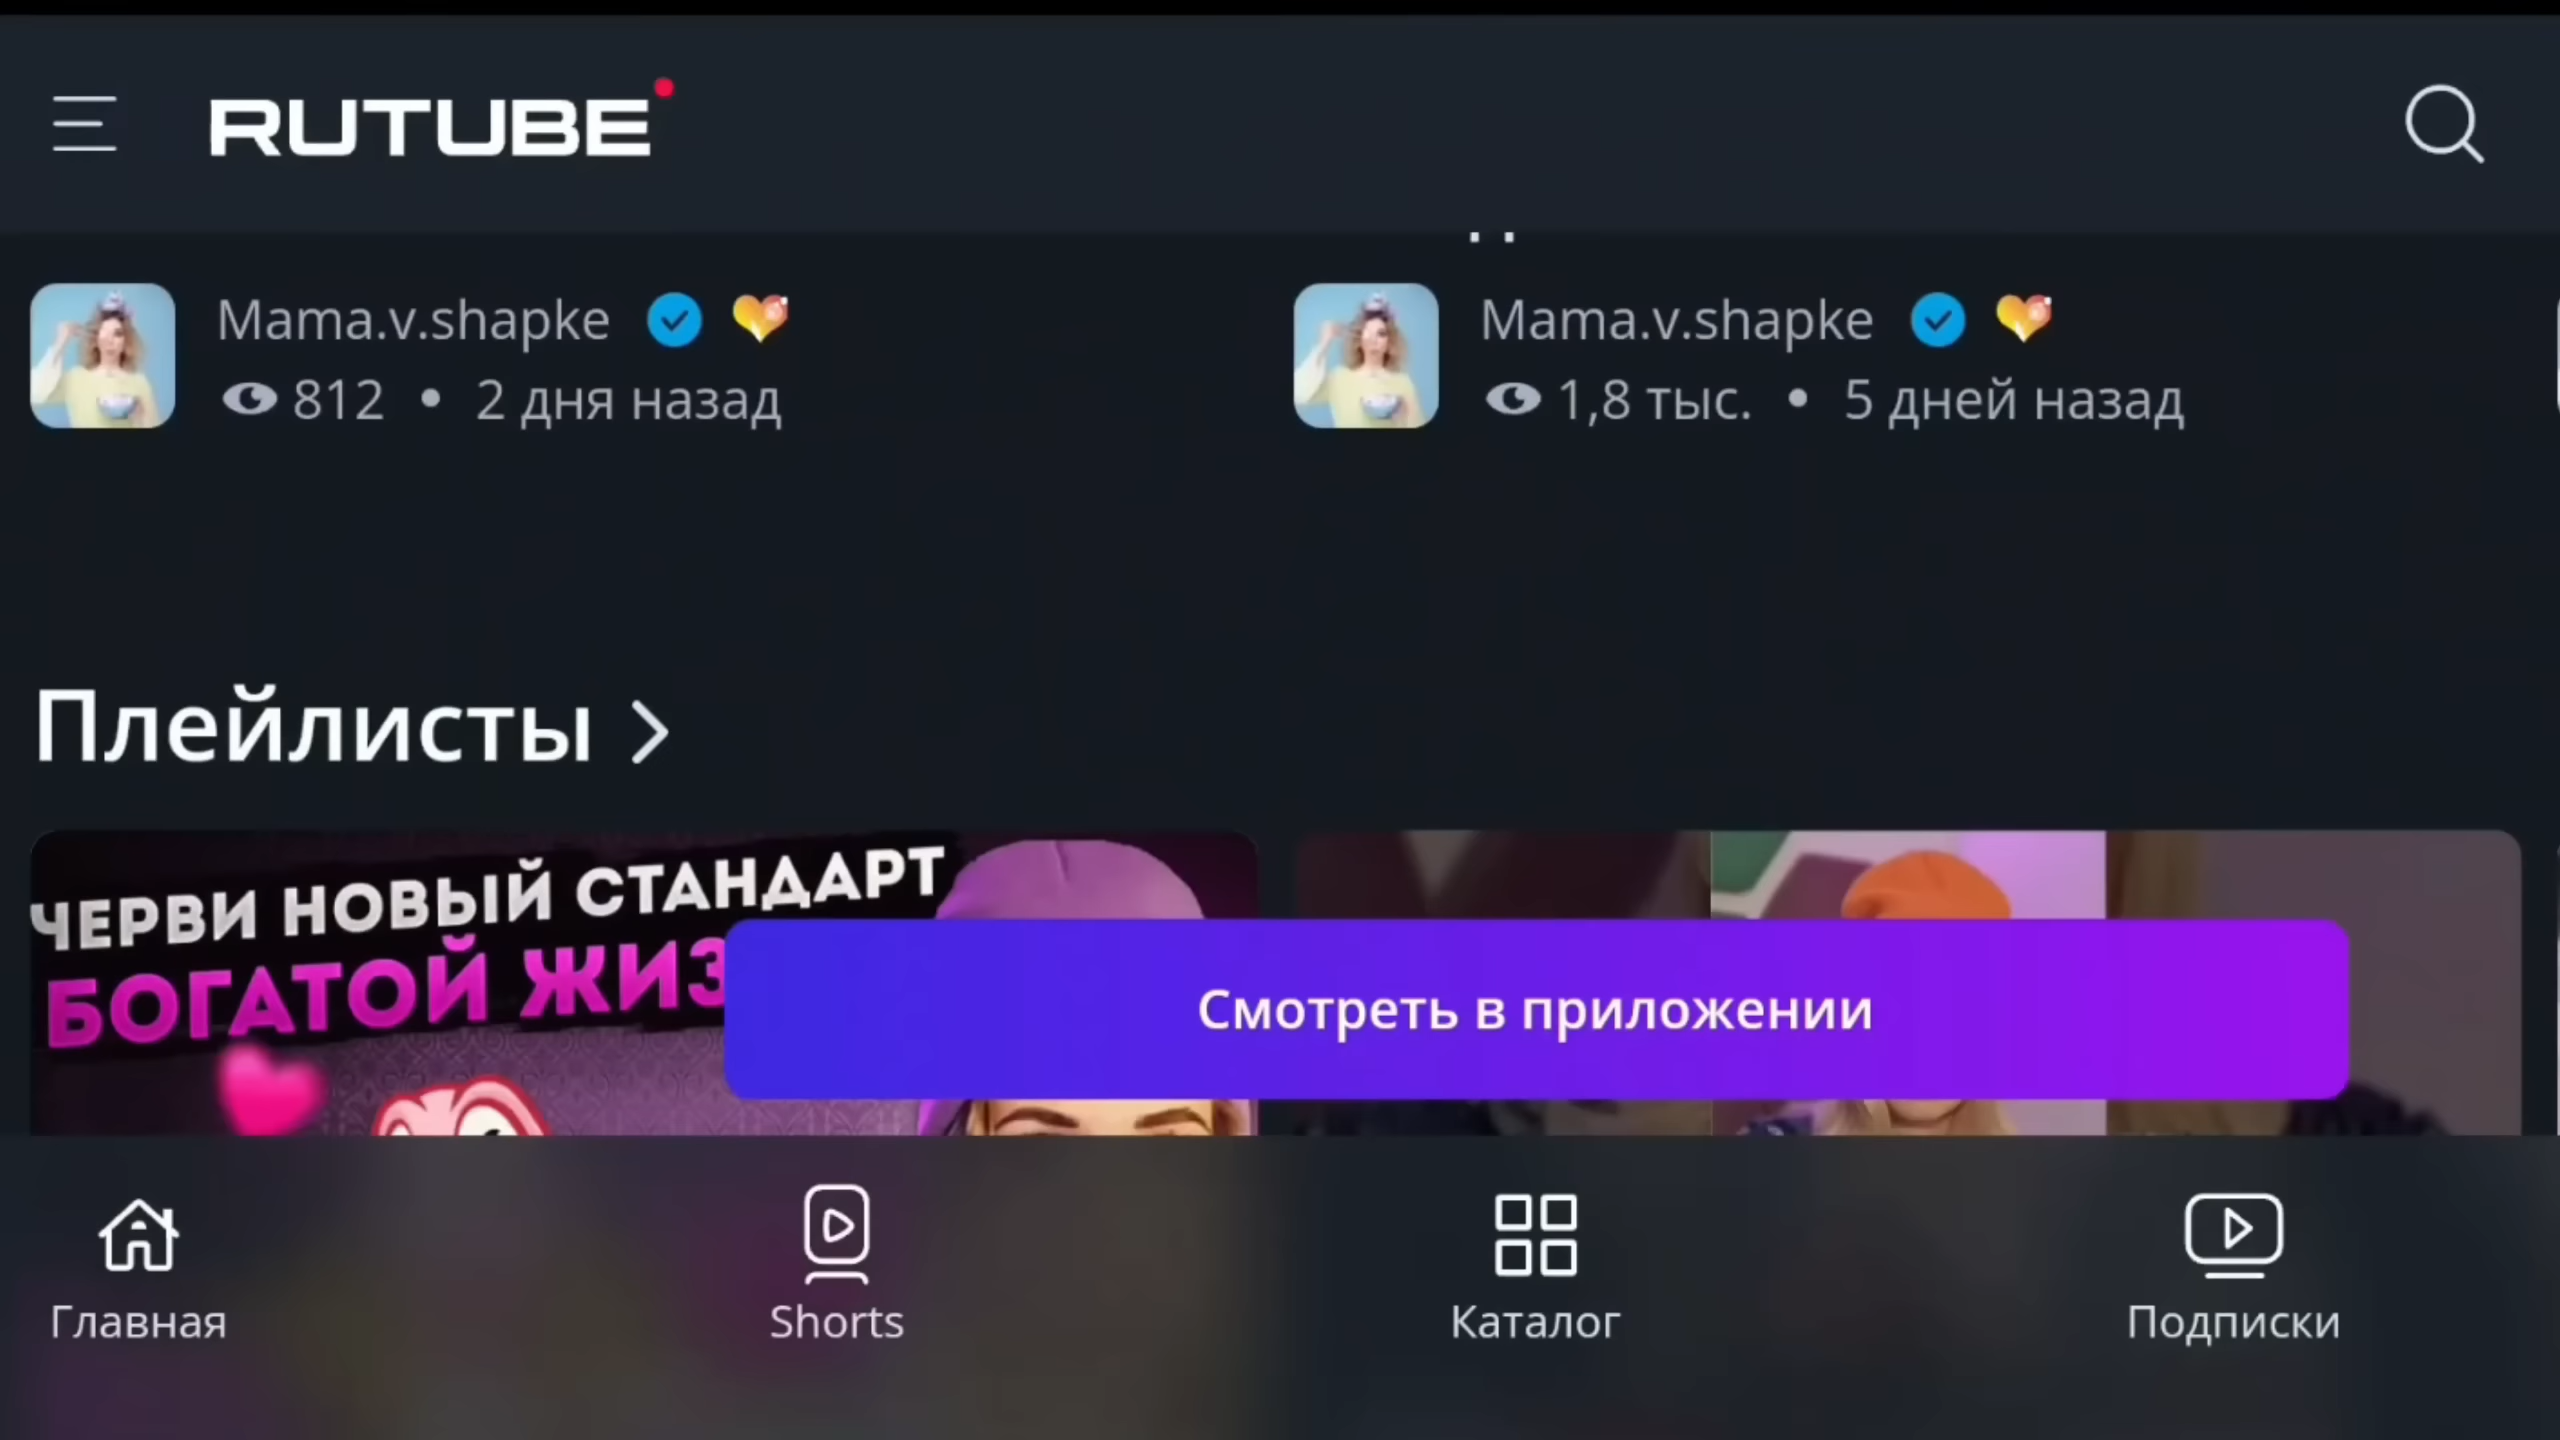 RUTUBE
Mama.v.shapke
812 • 2 дня назад
Mama.v.shapke
1,8 тыс. • 5 дней назад
Плейлисты
ЧЕРВИ НОВЫЙ СТАНДАРТ
БОГАТОЙ
Смотреть в приложении
Главная
Shorts
Каталог
Подписки